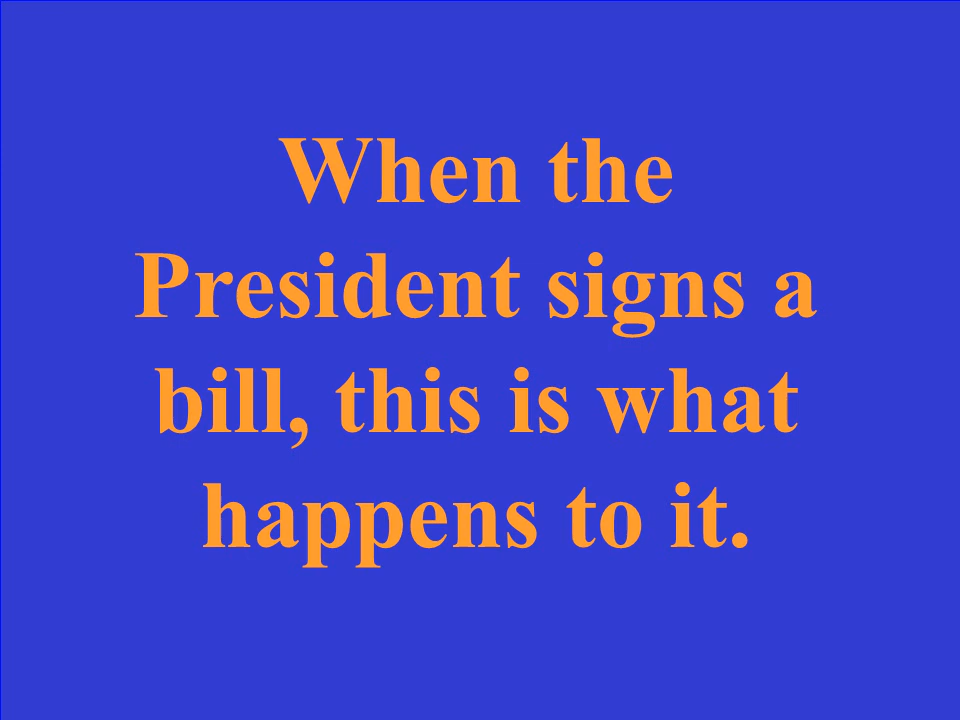 When the
President signs a
bill, this is what
happens to it.